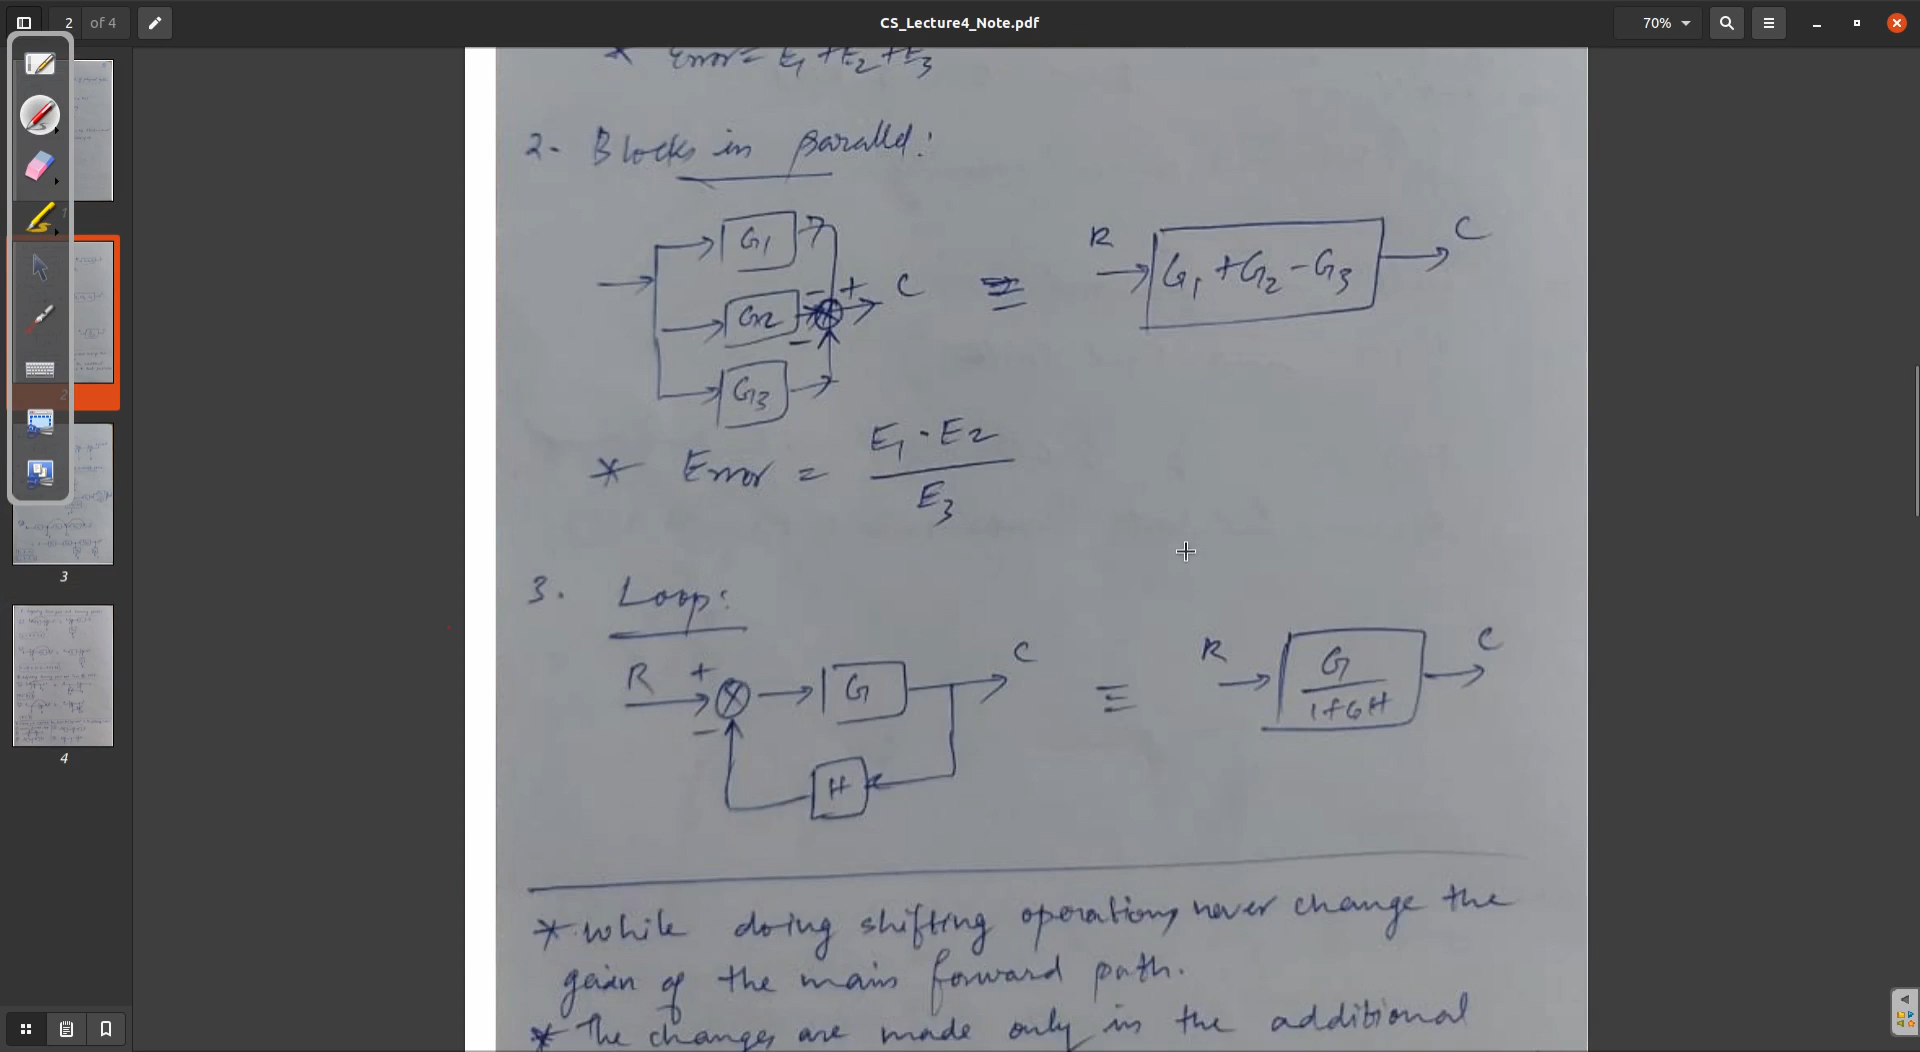 2 of 4
CS_Lecture4_Note.pdf
70%
* Error = E1 + E2 + E3
2. Blocks in parallel:
G1
G2
G3
- + C
-
≡
R G1 + G2 - G3 C
* Error = E1 · E2 / E3
3. Loop:
R + - G C
H
≡
R G / 1+GH C
* while doing shifting operations, never change the
gain of the main forward path.
* The changes are made only in the additional
1
2
3
4